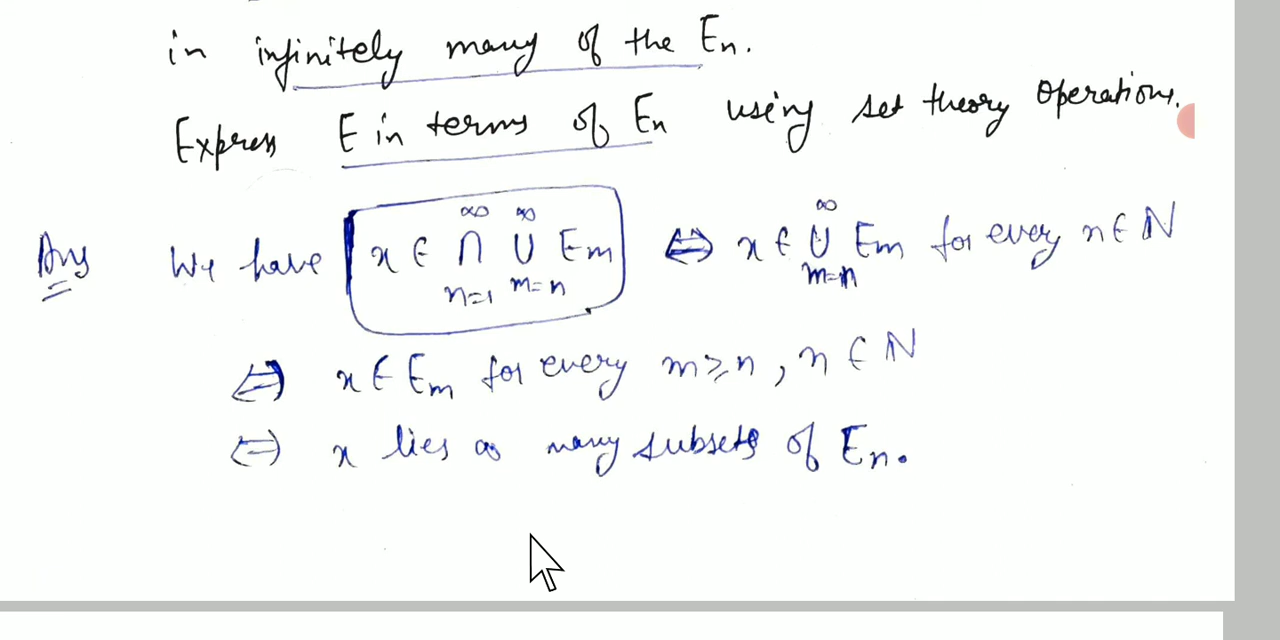 in infinitely many of the En.
Express E in terms of En using set theory operations.
Ans We have x ∈ ∞∩n=1 ∞∪m=n Em ⇔ x ∈ ∞∪m=n Em for every n ∈ N
⇔ x ∈ Em for every m ≥ n, n ∈ N
⇔ x lies as many subsets of En.